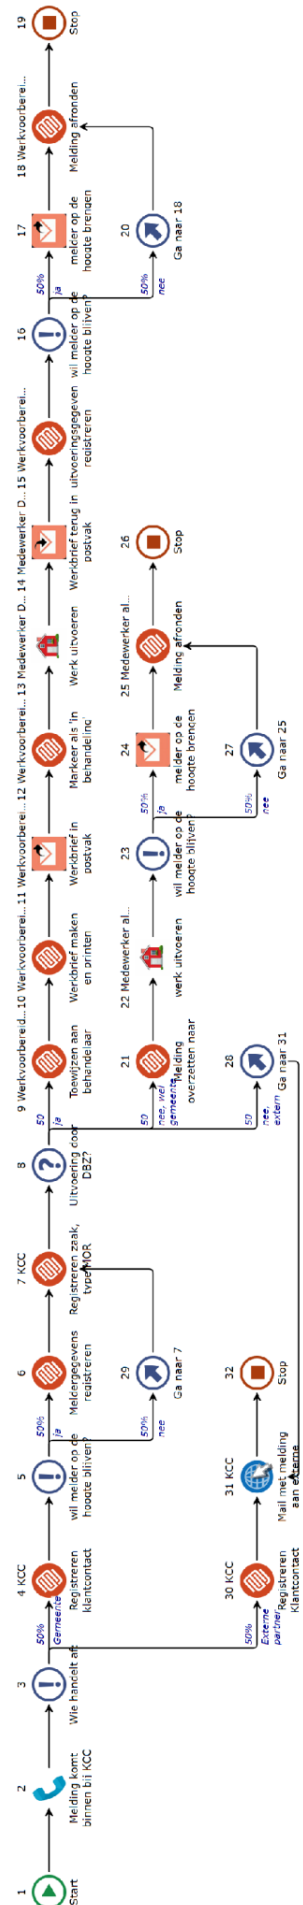 1
Start
2
Melding komt
binnen bij KCC
3
Wie handelt af?
50%
Gemeente
4 KCC
Registreren
klantcontact
5
wil melder op de
hoogte blijven?
50%
ja
6
Meldergegevens
registreren
7 KCC
Registreren zaak,
type MOR
8
Uitvoering door
DBZ?
50
ja
9 Werkvoorbereid...
Toewijzen aan
behandelaar
10 Werkvoorberei...
Werkbrief maken
en printen
11 Werkvoorberei...
Werkbrief in
postvak
12 Werkvoorberei...
Markeer als 'in
behandeling'
13 Medewerker D...
Werk uitvoeren
14 Medewerker D...
Werkbrief terug in
postvak
15 Werkvoorberei...
uitvoeringsgegeven
registreren
16
wil melder op de
hoogte blijven?
50%
ja
17
melder op de
hoogte brengen
18 Werkvoorberei...
Melding afronden
19
Stop
50%
nee
20
Ga naar 18
50
nee, wel
gemeente
21
Melding
overzetten naar
22 Medewerker al...
werk uitvoeren
23
wil melder op de
hoogte blijven?
50%
ja
24
melder op de
hoogte brengen
25 Medewerker al...
Melding afronden
26
Stop
50%
nee
27
Ga naar 25
50
nee,
extern
28
Ga naar 31
50%
nee
29
Ga naar 7
50%
Externe
partner
30 KCC
Registreren
Klantcontact
31 KCC
Mail met melding
aan externe
32
Stop